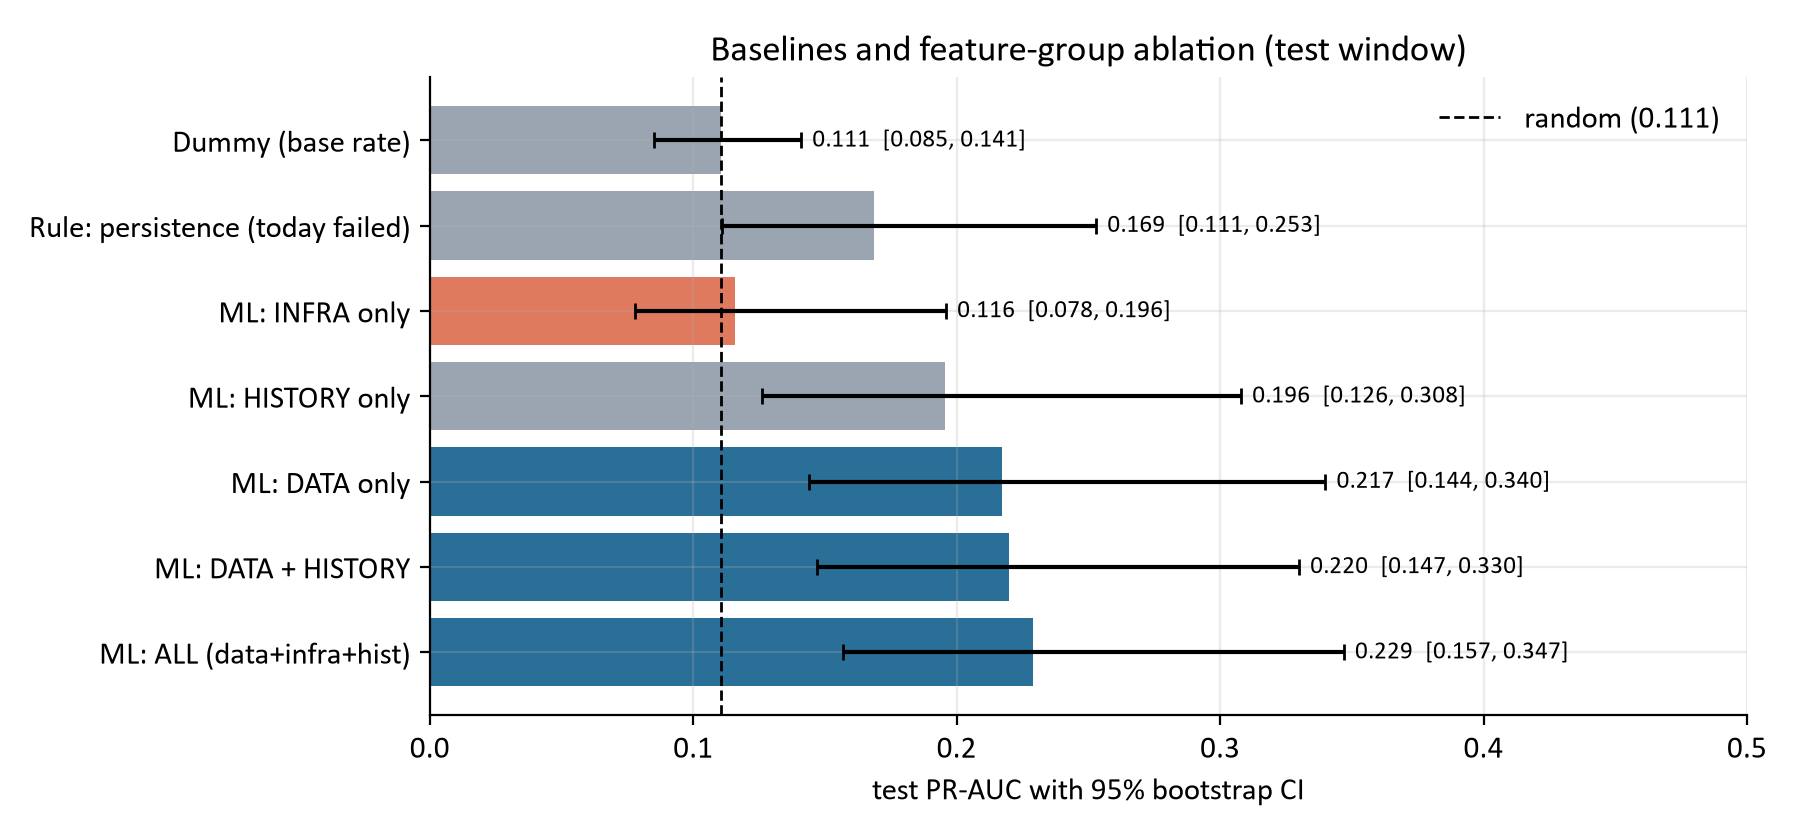 Baselines and feature-group ablation (test window)
random (0.111)
Dummy (base rate)
0.111 [0.085, 0.141]
Rule: persistence (today failed)
0.169 [0.111, 0.253]
ML: INFRA only
0.116 [0.078, 0.196]
ML: HISTORY only
0.196 [0.126, 0.308]
ML: DATA only
0.217 [0.144, 0.340]
ML: DATA + HISTORY
0.220 [0.147, 0.330]
ML: ALL (data+infra+hist)
0.229 [0.157, 0.347]
0.0 0.1 0.2 0.3 0.4 0.5
test PR-AUC with 95% bootstrap CI